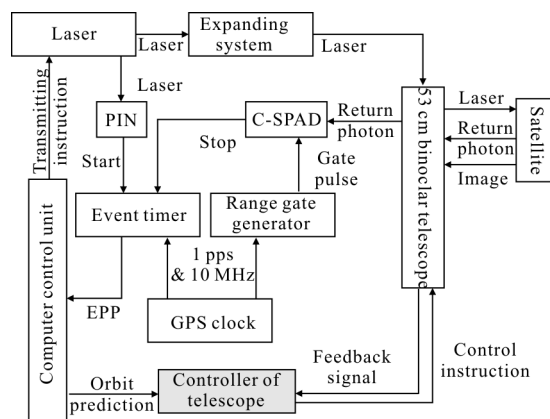 Laser
Laser
Expanding
system
Laser
Laser
Transmitting
instruction
PIN
C-SPAD
Return
photon
53 cm binoclar telescope
Laser
Return
photon
Image
Satellite
Start
Stop
Gate
pulse
Event timer
Range gate
generator
1 pps
& 10 MHz
Computer control unit
EPP
GPS clock
Orbit
prediction
Controller of
telescope
Feedback
signal
Control
instruction